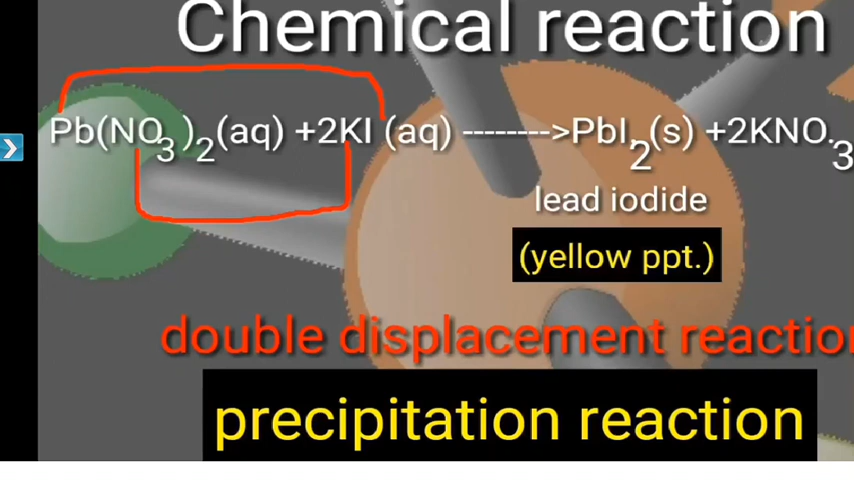 Chemical reaction
Pb(NO₃)₂(aq) +2KI (aq) -------->PbI₂(s) +2KNO₃
lead iodide
(yellow ppt.)
double displacement reaction
precipitation reaction